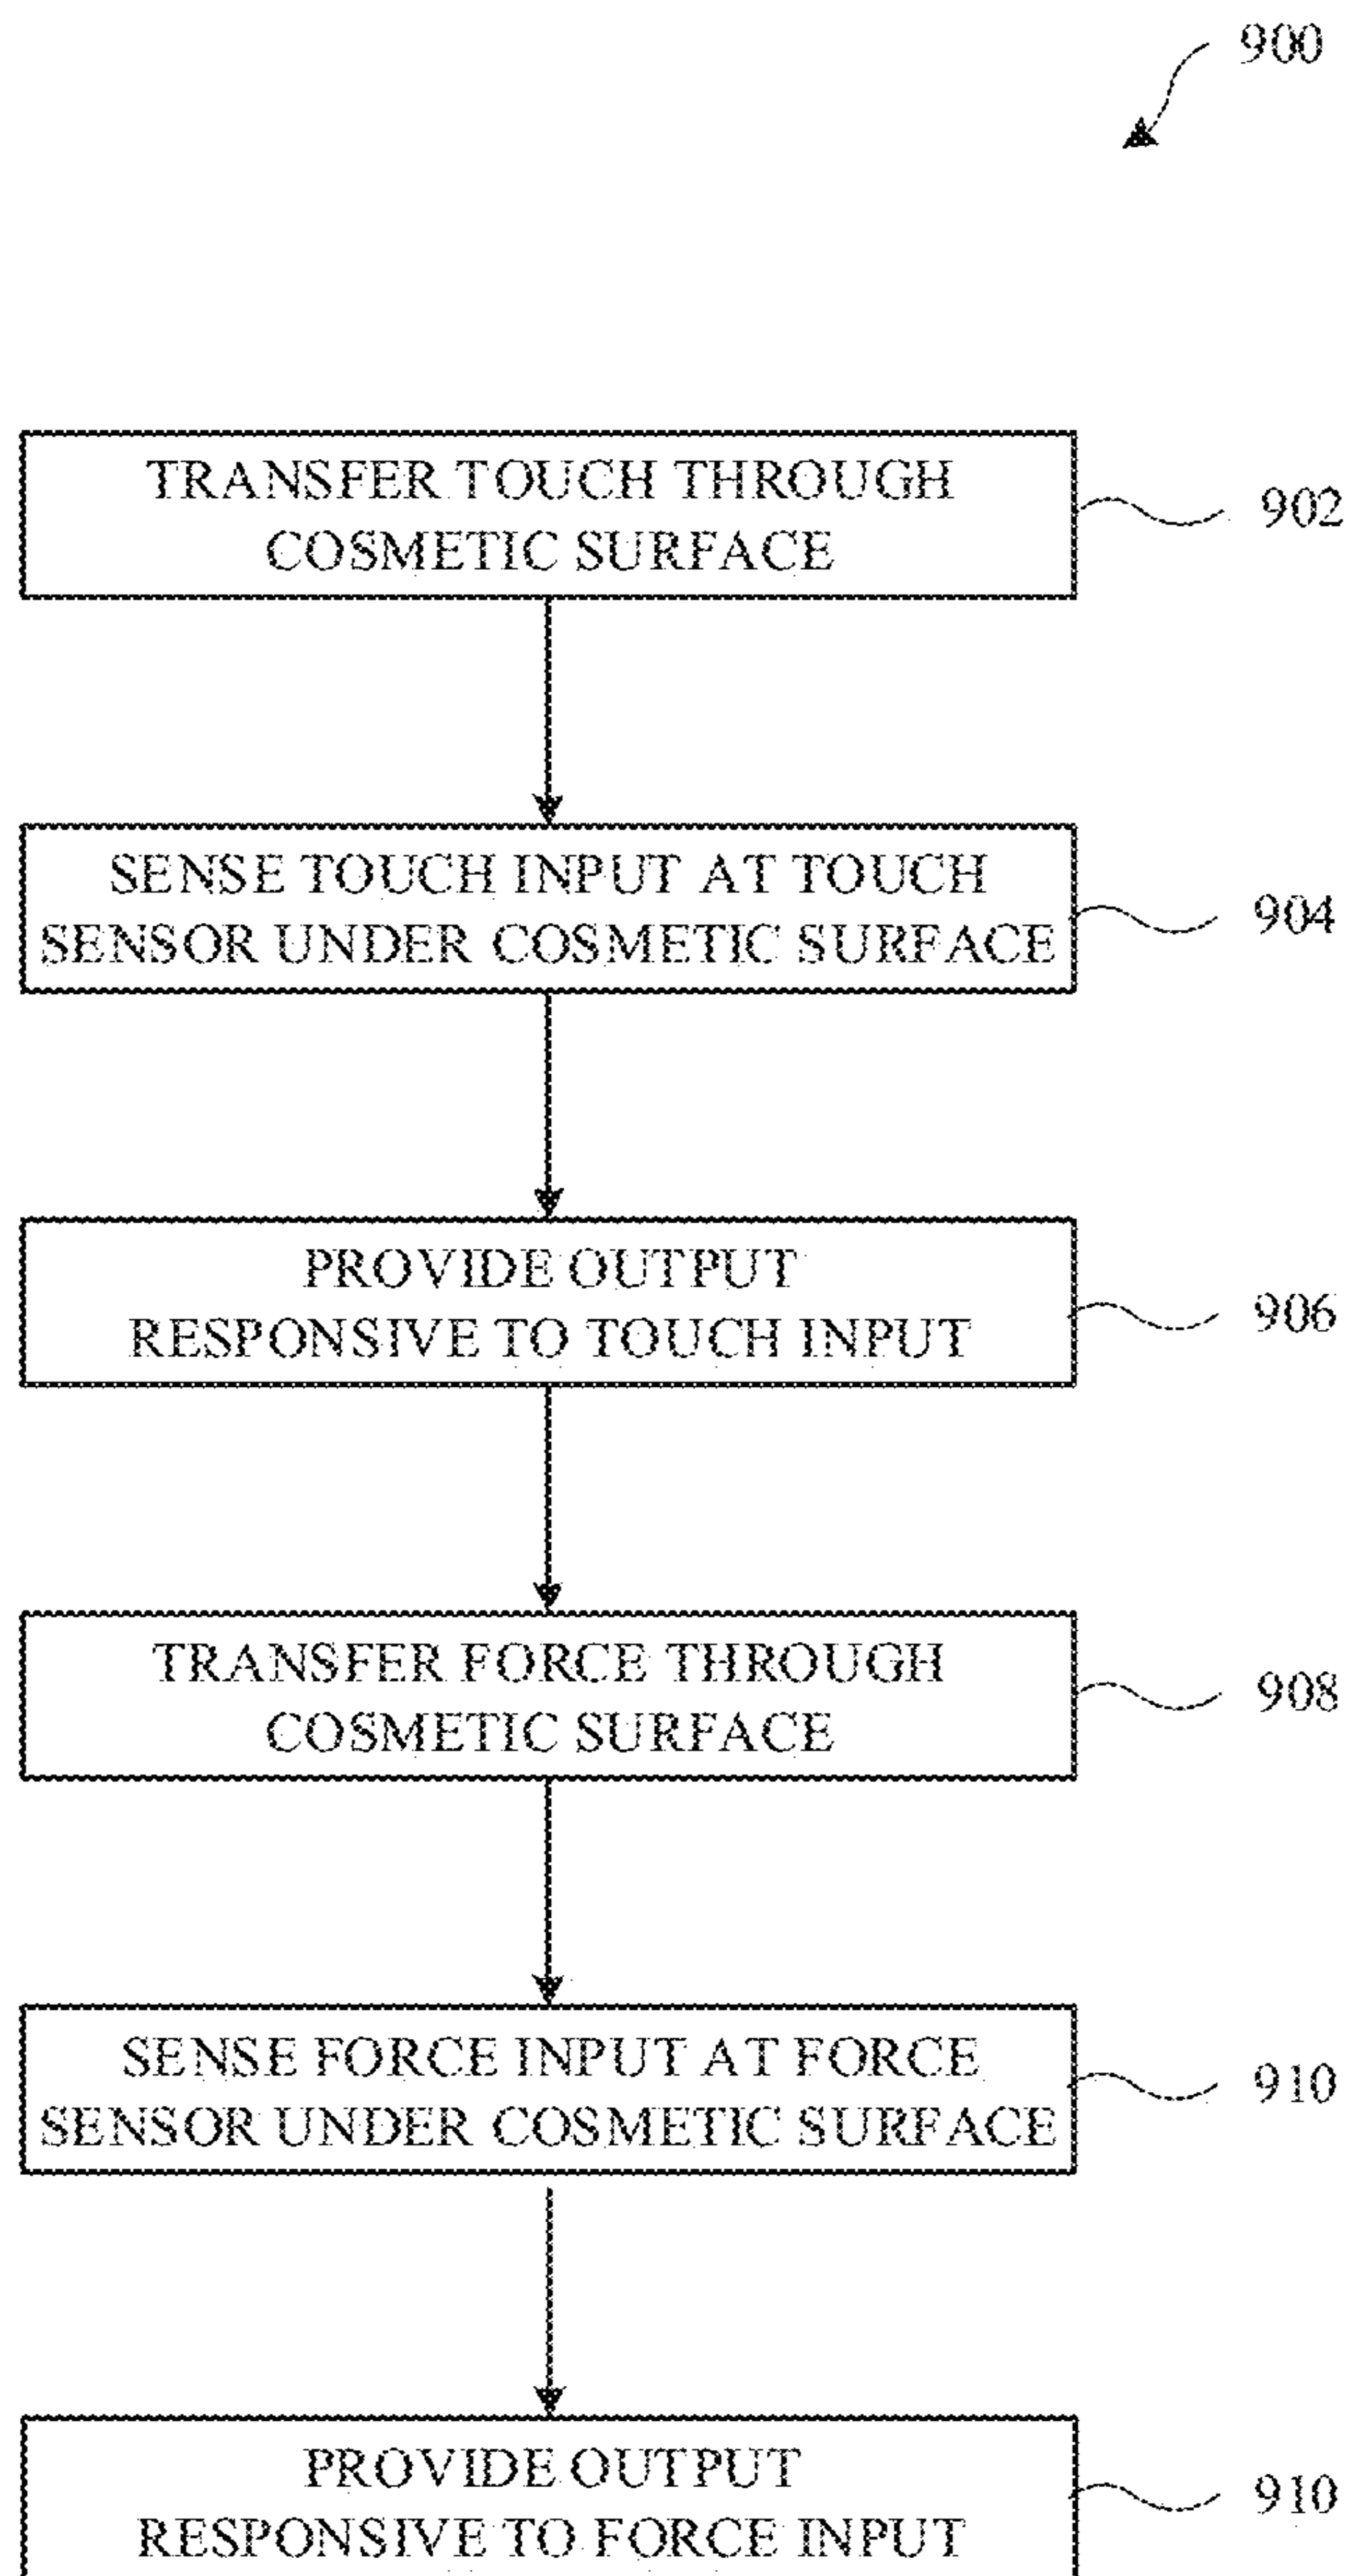 900
TRANSFER TOUCH THROUGH
COSMETIC SURFACE
902
SENSE TOUCH INPUT AT TOUCH
SENSOR UNDER COSMETIC SURFACE
904
PROVIDE OUTPUT
RESPONSIVE TO TOUCH INPUT
906
TRANSFER FORCE THROUGH
COSMETIC SURFACE
908
SENSE FORCE INPUT AT FORCE
SENSOR UNDER COSMETIC SURFACE
910
PROVIDE OUTPUT
RESPONSIVE TO FORCE INPUT
910